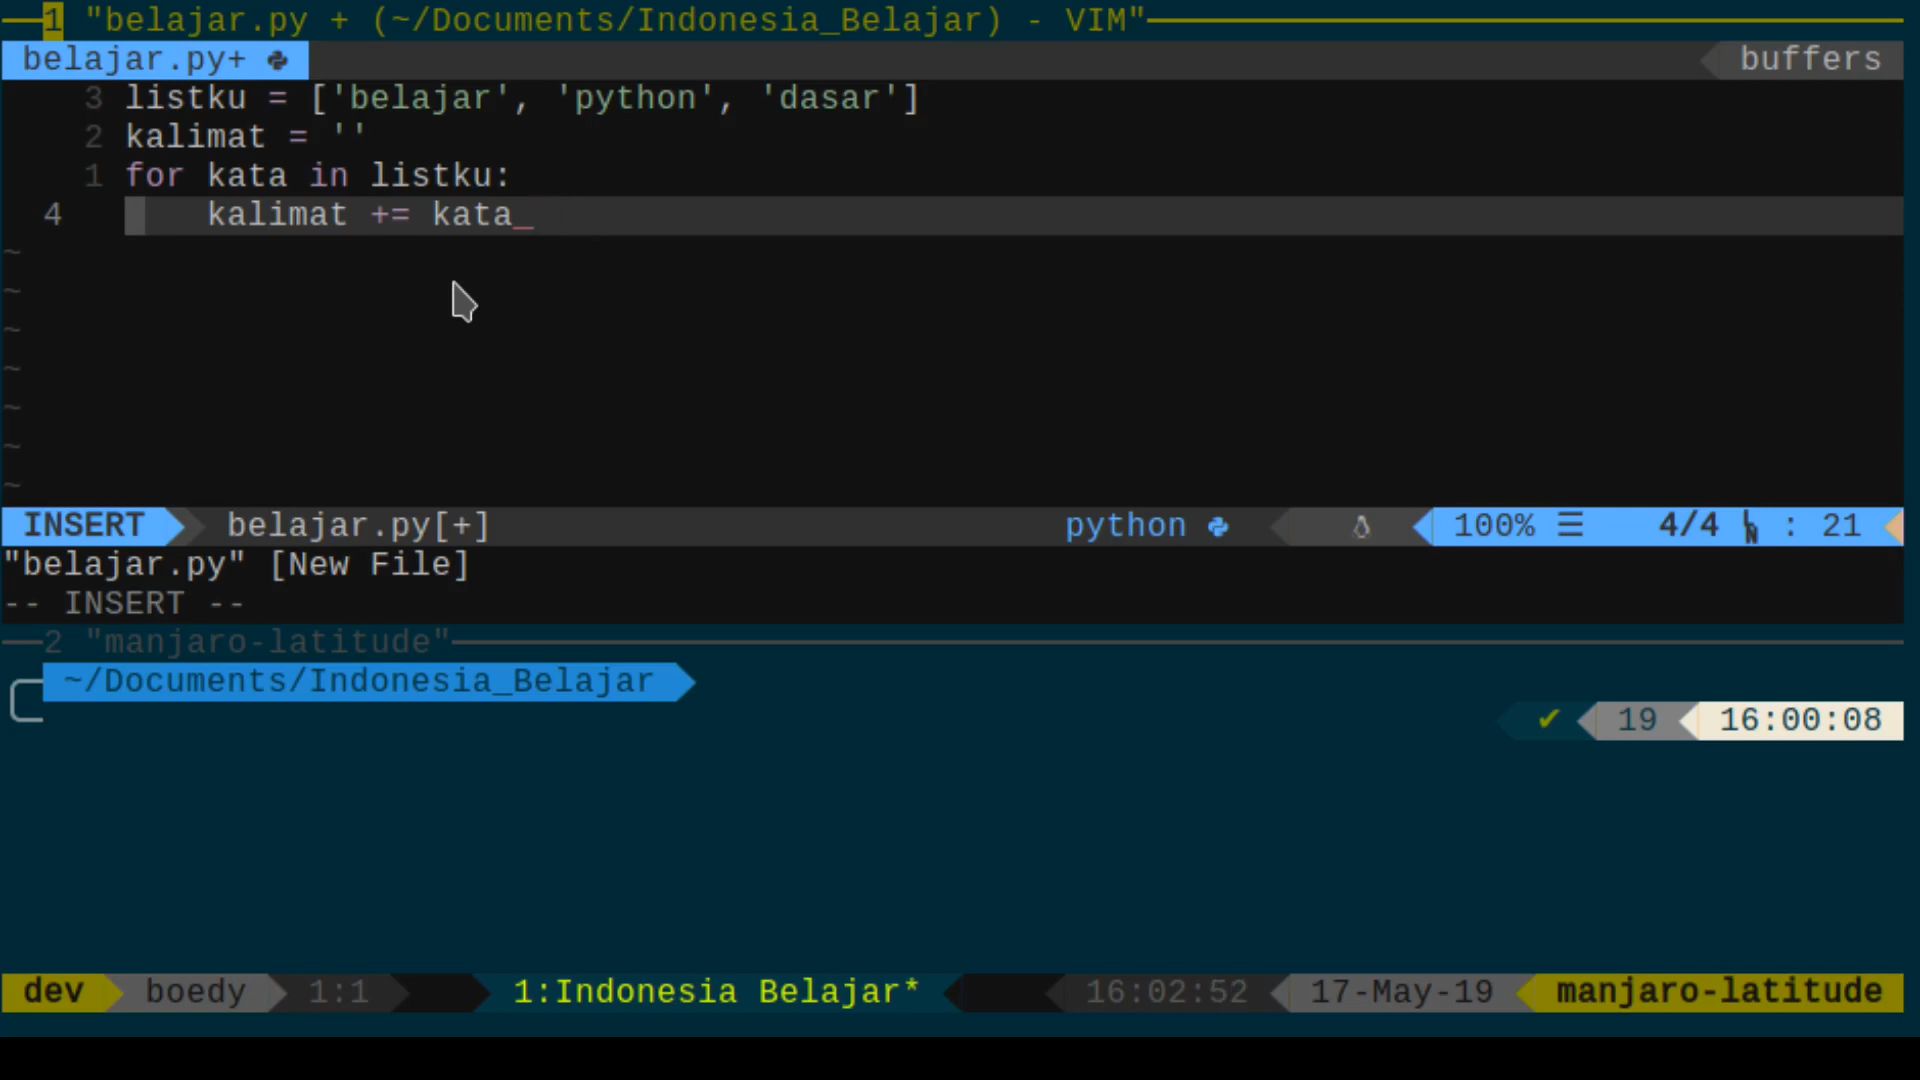 1 "belajar.py + (~/Documents/Indonesia_Belajar) - VIM"
belajar.py+ buffers
3 listku = ['belajar', 'python', 'dasar']
2 kalimat = ''
1 for kata in listku:
4     kalimat += kata_
~
~
~
~
~
~
~
INSERT belajar.py[+] python 100% ☰ 4/4 : 21
"belajar.py" [New File]
-- INSERT --
2 "manjaro-latitude"
~/Documents/Indonesia_Belajar
✔ 19 16:00:08
dev boedy 1:1 1:Indonesia Belajar* 16:02:52 17-May-19 manjaro-latitude